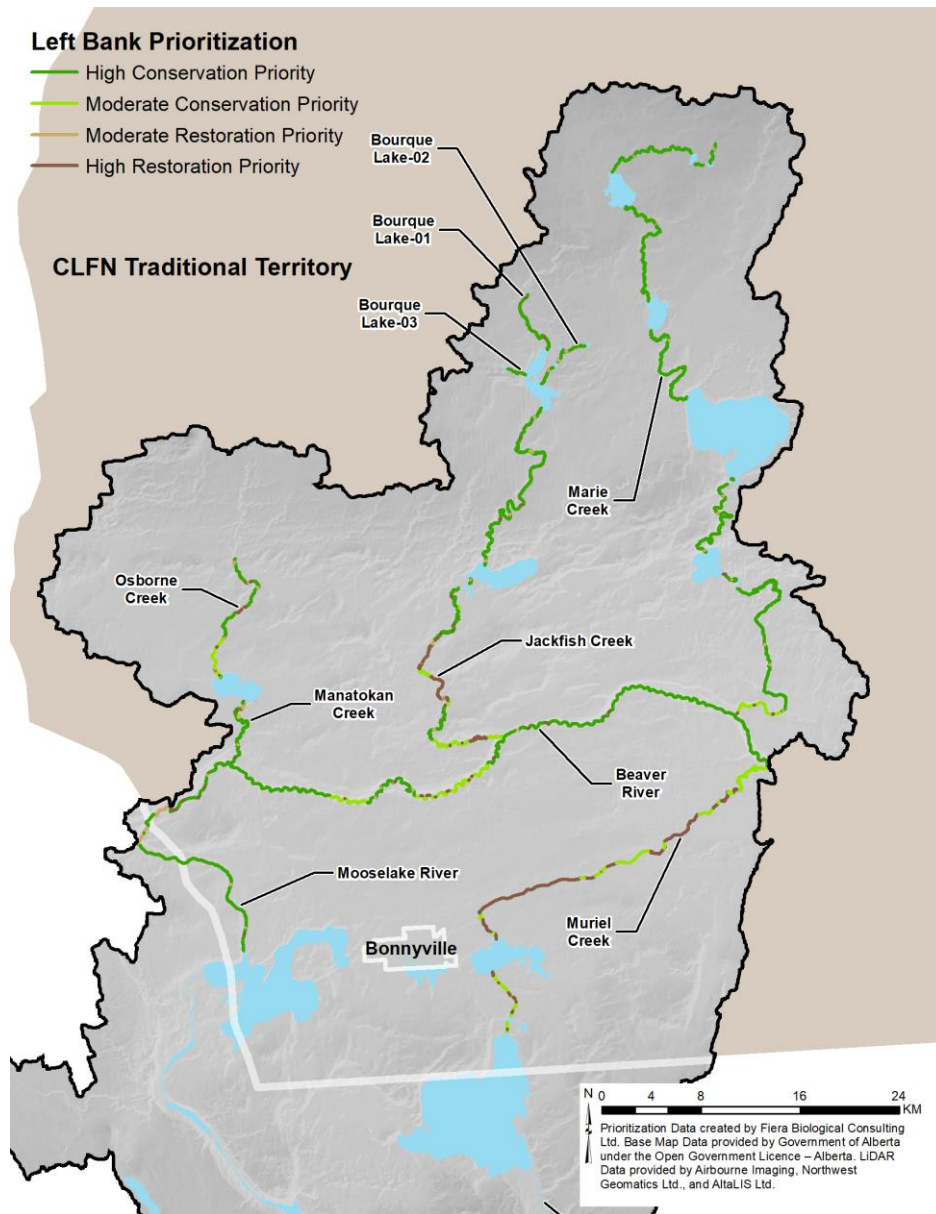 Left Bank Prioritization
High Conservation Priority
Moderate Conservation Priority
Moderate Restoration Priority
High Restoration Priority
Bourque
Lake-02
Bourque
Lake-01
CLFN Traditional Territory
Bourque
Lake-03
Marie
Creek
Osborne
Creek
Jackfish Creek
Manatokan
Creek
Beaver
River
Mooselake River
Muriel
Creek
Bonnyville
N 0 4 8 16 24
KM
Prioritization Data created by Fiera Biological Consulting
Ltd. Base Map Data provided by Government of Alberta
under the Open Government Licence – Alberta. LiDAR
Data provided by Airbourne Imaging, Northwest
Geomatics Ltd., and AltaLIS Ltd.